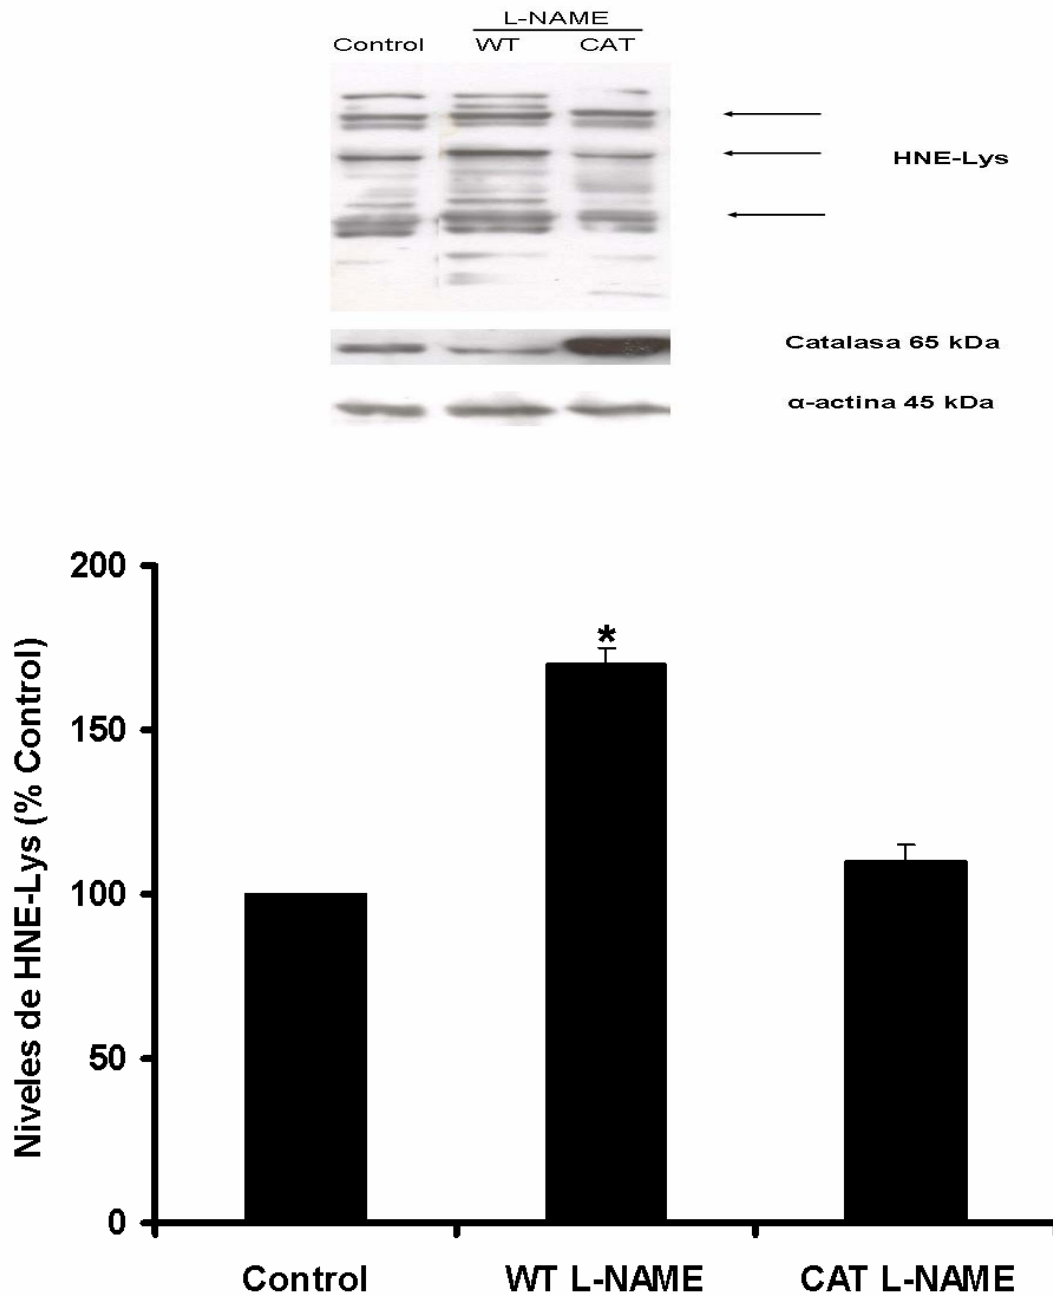 L-NAME
Control WT CAT
HNE-Lys
Catalasa 65 kDa
α-actina 45 kDa
Niveles de HNE-Lys (% Control)
200
150
100
50
0
*
Control WT L-NAME CAT L-NAME